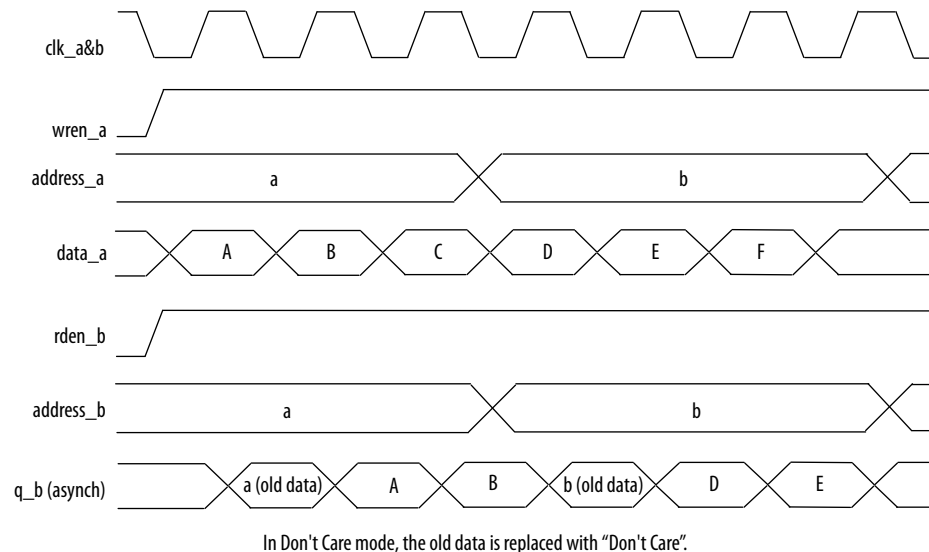 clk_a&b
wren_a
address_a
a
b
data_a
A
B
C
D
E
F
rden_b
address_b
a
b
q_b (asynch)
a (old data)
A
B
b (old data)
D
E
In Don't Care mode, the old data is replaced with “Don't Care”.